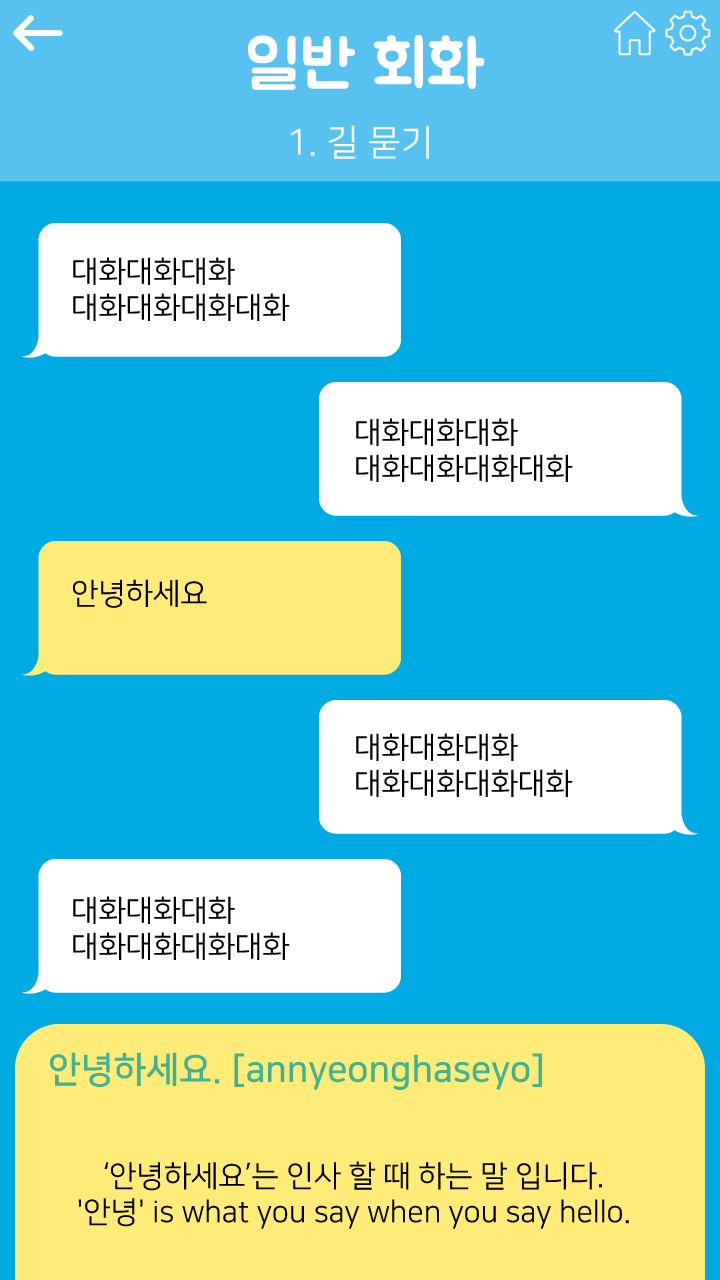 일반 회화
1. 길 묻기
대화대화대화
대화대화대화대화
대화대화대화
대화대화대화대화
안녕하세요
대화대화대화
대화대화대화대화
대화대화대화
대화대화대화대화
안녕하세요. [annyeonghaseyo]
‘안녕하세요’는 인사 할 때 하는 말 입니다.
'안녕' is what you say when you say hello.